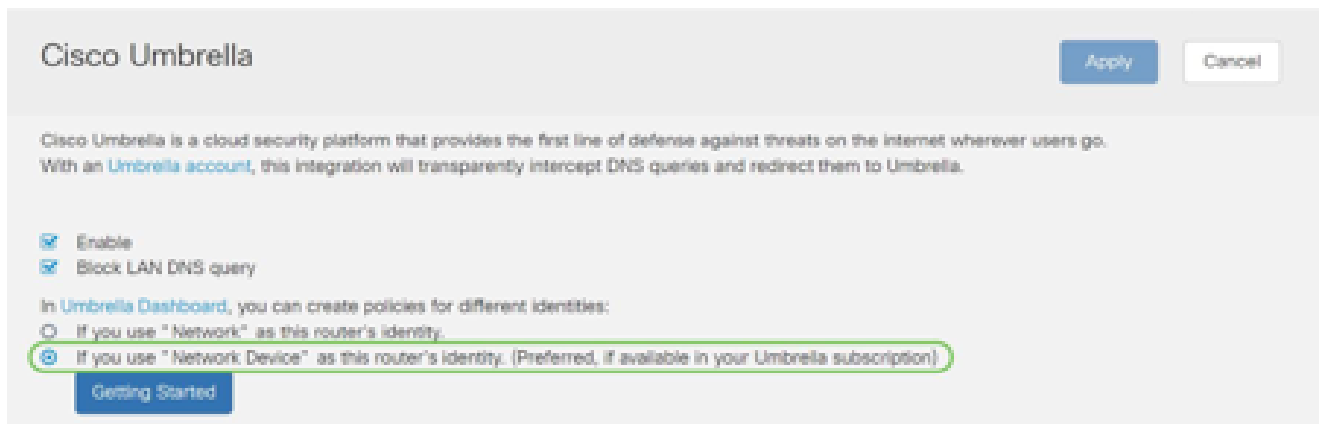 Cisco Umbrella
Apply
Cancel
Cisco Umbrella is a cloud security platform that provides the first line of defense against threats on the internet wherever users go.
With an Umbrella account, this integration will transparently intercept DNS queries and redirect them to Umbrella.
Enable
Block LAN DNS query
In Umbrella Dashboard, you can create policies for different identities:
If you use "Network" as this router's identity.
If you use "Network Device" as this router's identity. (Preferred, if available in your Umbrella subscription)
Getting Started